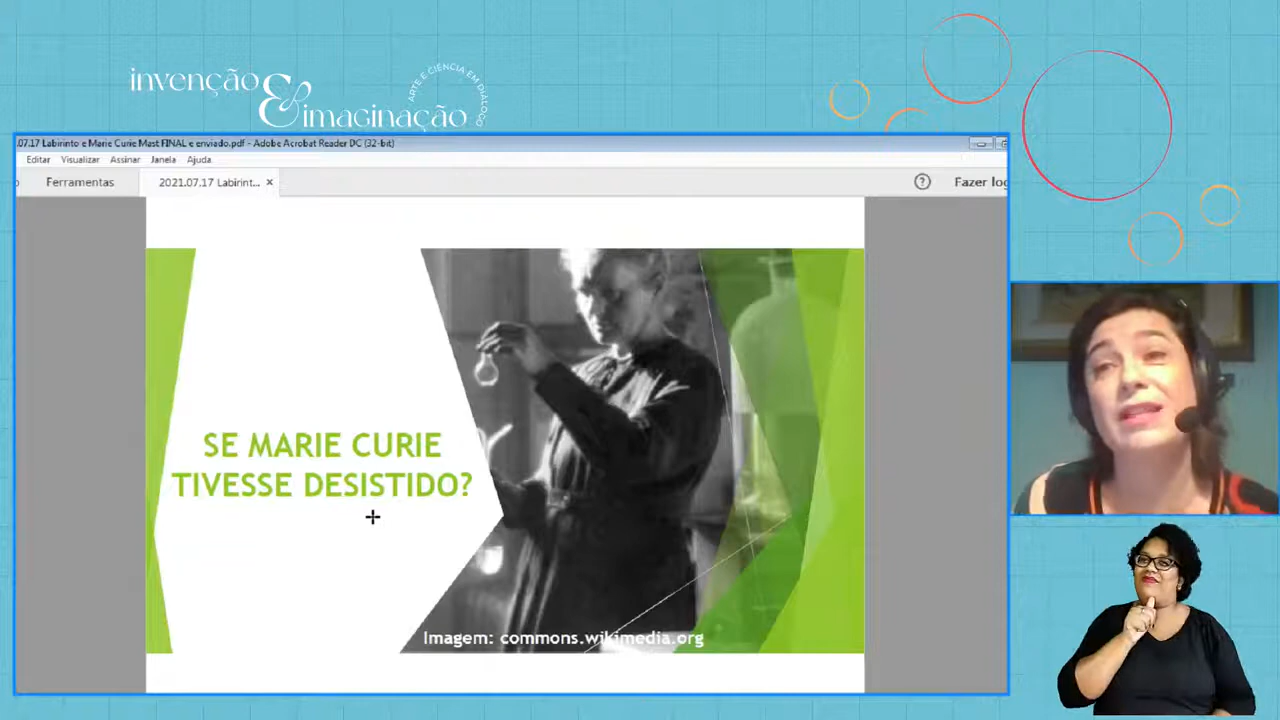 invenção
&imaginação
ARTE E CIÊNCIA EM DIÁLOGO
.07.17 Labirinto e Marie Curie Mast FINAL e enviado.pdf - Adobe Acrobat Reader DC (32-bit)
Editar Visualizar Assinar Janela Ajuda
Ferramentas 2021.07.17 Labirint... × ? Fazer log
SE MARIE CURIE
TIVESSE DESISTIDO?
Imagem: commons.wikimedia.org